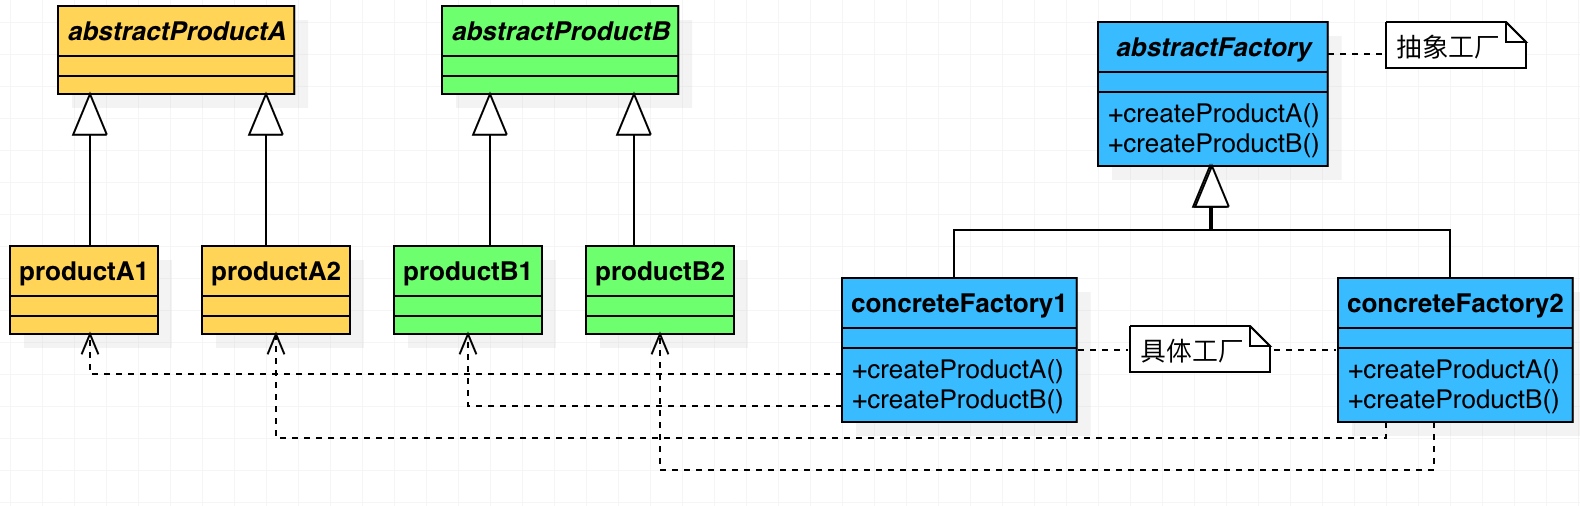 abstractProductA
abstractProductB
abstractFactory
抽象工厂
+createProductA()
+createProductB()
productA1
productA2
productB1
productB2
concreteFactory1
concreteFactory2
具体工厂
+createProductA()
+createProductB()
+createProductA()
+createProductB()